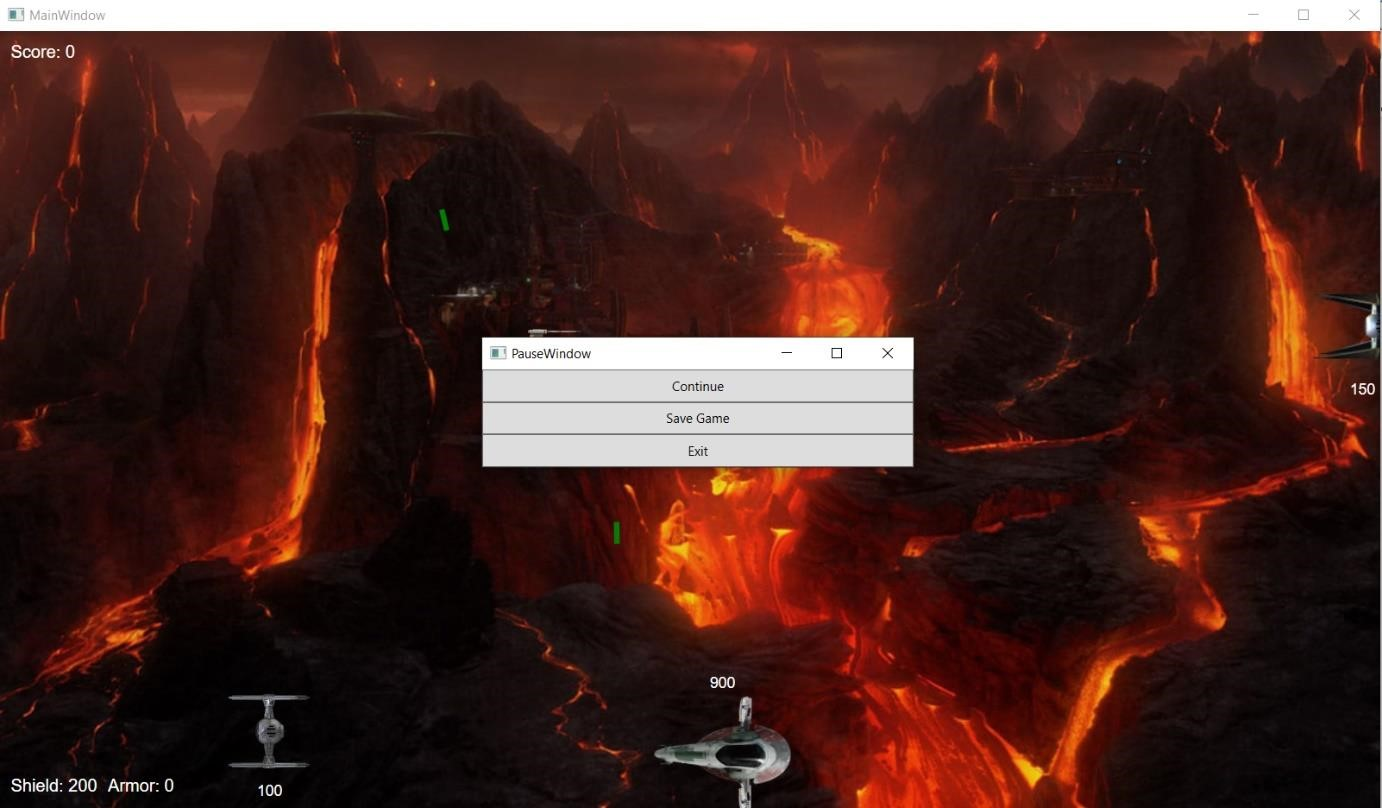 MainWindow
Score: 0
PauseWindow
Continue
150
Save Game
Exit
900
Shield: 200 Armor: 0
100